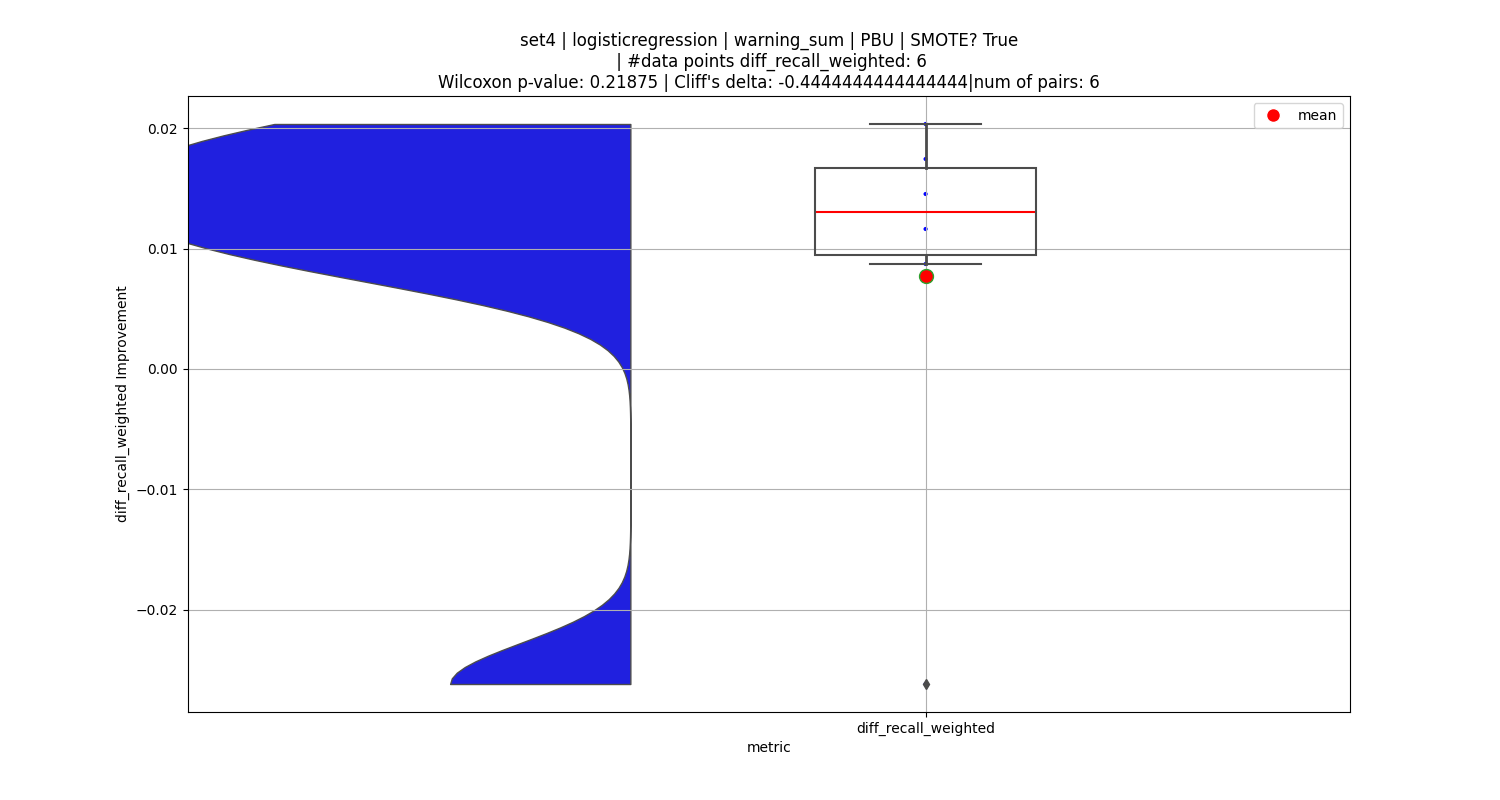 set4 | logisticregression | warning_sum | PBU | SMOTE? True
| #data points diff_recall_weighted: 6
Wilcoxon p-value: 0.21875 | Cliff's delta: -0.4444444444444444|num of pairs: 6
mean
0.02
0.01
0.00
−0.01
−0.02
diff_recall_weighted Improvement
diff_recall_weighted
metric